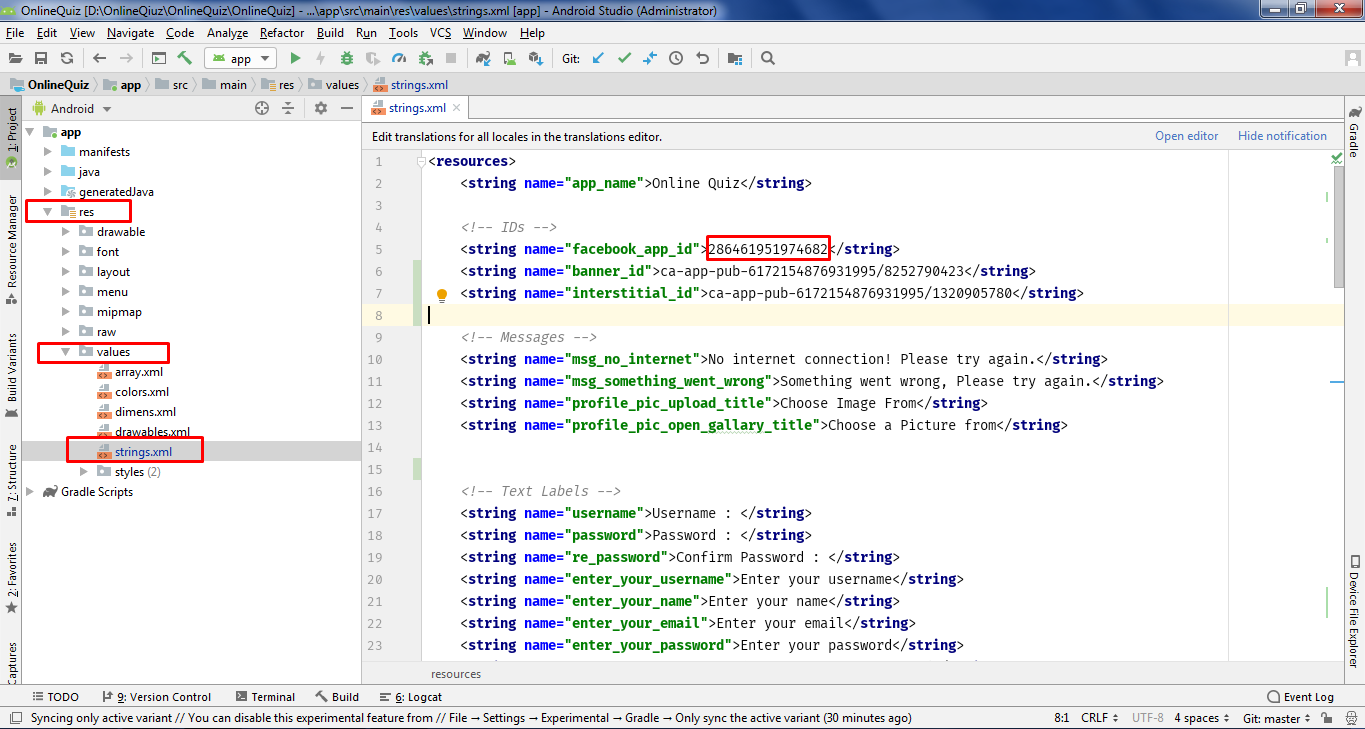 OnlineQuiz [D:\OnlineQiuz\OnlineQuiz\OnlineQuiz] - ...\app\src\main\res\values\strings.xml [app] - Android Studio (Administrator)
File Edit View Navigate Code Analyze Refactor Build Run Tools VCS Window Help
app Git:
OnlineQuiz app src main res values strings.xml
1: Project
Resource Manager
Build Variants
7: Structure
2: Favorites
Captures
Android
app
manifests
java
generatedJava
res
drawable
font
layout
menu
mipmap
raw
values
array.xml
colors.xml
dimens.xml
drawables.xml
strings.xml
styles (2)
Gradle Scripts
strings.xml
Edit translations for all locales in the translations editor. Open editor Hide notification
1 <resources>
2 <string name="app_name">Online Quiz</string>
3
4 <!-- IDs -->
5 <string name="facebook_app_id">286461951974682</string>
6 <string name="banner_id">ca-app-pub-6172154876931995/8252790423</string>
7 <string name="interstitial_id">ca-app-pub-6172154876931995/1320905780</string>
8
9 <!-- Messages -->
10 <string name="msg_no_internet">No internet connection! Please try again.</string>
11 <string name="msg_something_went_wrong">Something went wrong, Please try again.</string>
12 <string name="profile_pic_upload_title">Choose Image From</string>
13 <string name="profile_pic_open_gallary_title">Choose a Picture from</string>
14
15
16 <!-- Text Labels -->
17 <string name="username">Username : </string>
18 <string name="password">Password : </string>
19 <string name="re_password">Confirm Password : </string>
20 <string name="enter_your_username">Enter your username</string>
21 <string name="enter_your_name">Enter your name</string>
22 <string name="enter_your_email">Enter your email</string>
23 <string name="enter_your_password">Enter your password</string>
resources
Gradle
Device File Explorer
TODO 9: Version Control Terminal Build 6: Logcat Event Log
Syncing only active variant // You can disable this experimental feature from // File → Settings → Experimental → Gradle → Only sync the active variant (30 minutes ago) 8:1 CRLF UTF-8 4 spaces Git: master